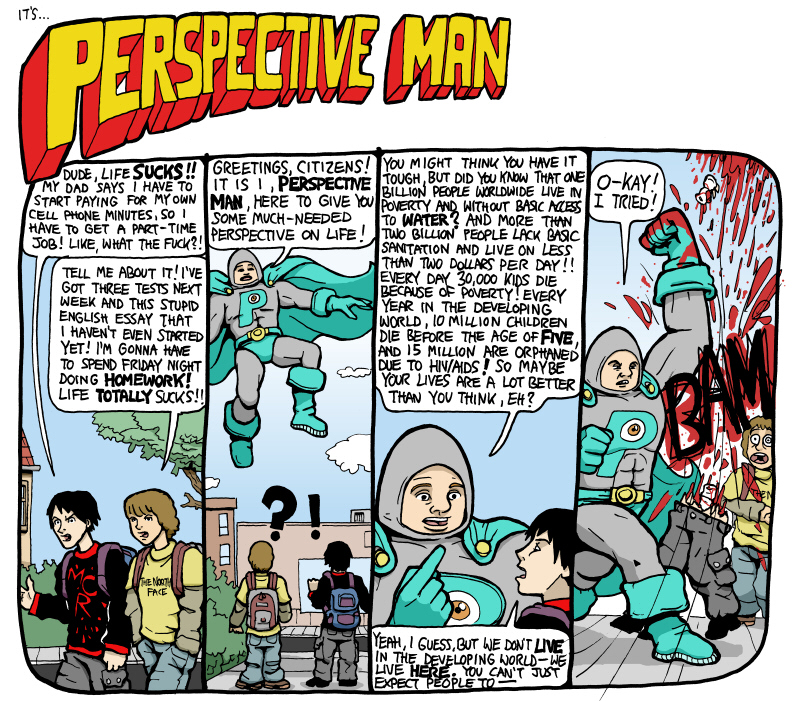 IT'S...
PERSPECTIVE MAN
DUDE, LIFE SUCKS!!
MY DAD SAYS I HAVE TO
START PAYING FOR MY OWN
CELL PHONE MINUTES, SO I
HAVE TO GET A PART-TIME
JOB! LIKE, WHAT THE FUCK?!
TELL ME ABOUT IT! I'VE
GOT THREE TESTS NEXT
WEEK AND THIS STUPID
ENGLISH ESSAY THAT
I HAVEN'T EVEN STARTED
YET! I'M GONNA HAVE
TO SPEND FRIDAY NIGHT
DOING HOMEWORK!
LIFE TOTALLY SUCKS!!
MCR
THE NORTH
FACE
GREETINGS, CITIZENS!
IT IS I, PERSPECTIVE
MAN, HERE TO GIVE YOU
SOME MUCH-NEEDED
PERSPECTIVE ON LIFE!
P
?!
YOU MIGHT THINK YOU HAVE IT
TOUGH, BUT DID YOU KNOW THAT ONE
BILLION PEOPLE WORLDWIDE LIVE IN
POVERTY AND WITHOUT BASIC ACCESS
TO WATER? AND MORE THAN
TWO BILLION PEOPLE LACK BASIC
SANITATION AND LIVE ON LESS
THAN TWO DOLLARS PER DAY!!
EVERY DAY 30,000 KIDS DIE
BECAUSE OF POVERTY! EVERY
YEAR IN THE DEVELOPING
WORLD, 10 MILLION CHILDREN
DIE BEFORE THE AGE OF FIVE,
AND 15 MILLION ARE ORPHANED
DUE TO HIV/AIDS! SO MAYBE
YOUR LIVES ARE A LOT BETTER
THAN YOU THINK, EH?
YEAH, I GUESS, BUT WE DON'T LIVE
IN THE DEVELOPING WORLD—WE
LIVE HERE. YOU CAN'T JUST
EXPECT PEOPLE TO—
O-KAY!
I TRIED!
BAM
P